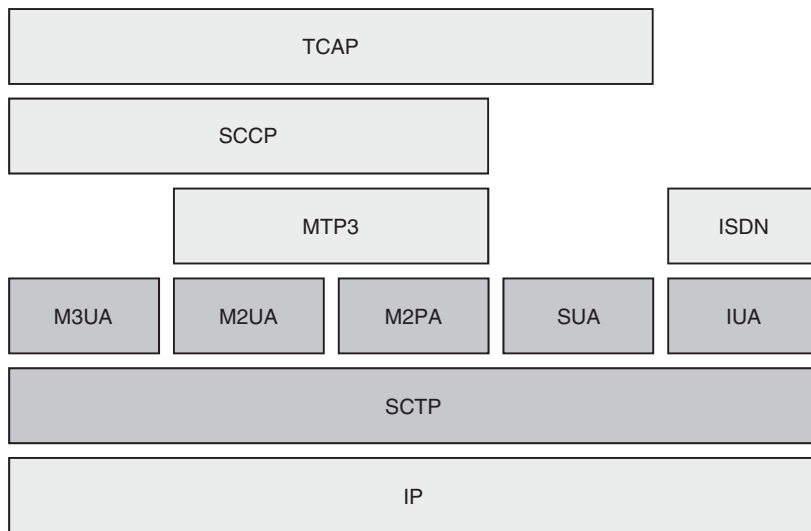 TCAP
SCCP
MTP3
ISDN
M3UA
M2UA
M2PA
SUA
IUA
SCTP
IP